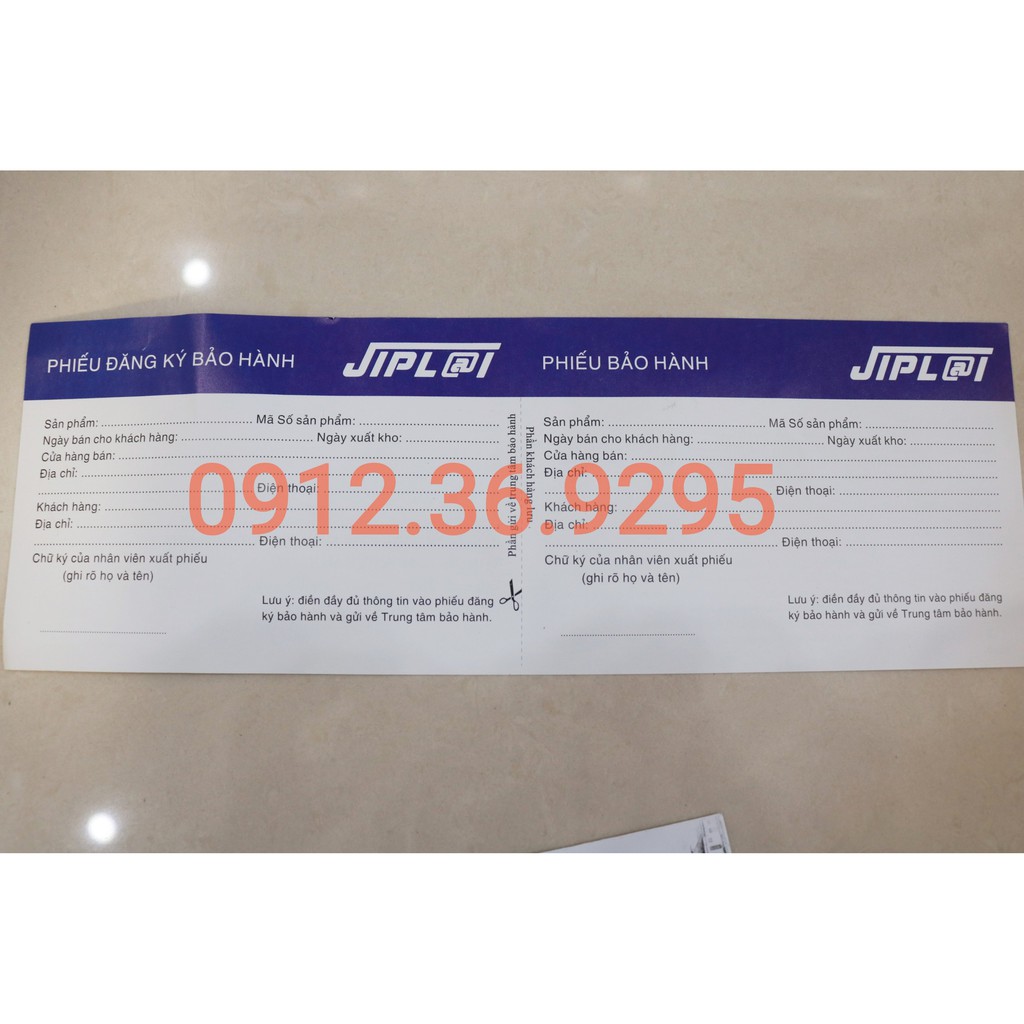 PHIẾU ĐĂNG KÝ BẢO HÀNH
JIPL@I
Sản phẩm: Mã Số sản phẩm:
Ngày bán cho khách hàng: Ngày xuất kho:
Cửa hàng bán:
Địa chỉ:
Điện thoại:
Khách hàng:
Địa chỉ:
Điện thoại:
Chữ ký của nhân viên xuất phiếu
(ghi rõ họ và tên)
Lưu ý: điền đầy đủ thông tin vào phiếu đăng
ký bảo hành và gửi về Trung tâm bảo hành.
Phần gửi về trung tâm bảo hành
Phần khách hàng lưu
PHIẾU BẢO HÀNH
JIPL@I
Sản phẩm: Mã Số sản phẩm:
Ngày bán cho khách hàng: Ngày xuất kho:
Cửa hàng bán:
Địa chỉ:
Điện thoại:
Khách hàng:
Địa chỉ:
Điện thoại:
Chữ ký của nhân viên xuất phiếu
(ghi rõ họ và tên)
Lưu ý: điền đầy đủ thông tin vào phiếu đăng
ký bảo hành và gửi về Trung tâm bảo hành.
0912.36.9295